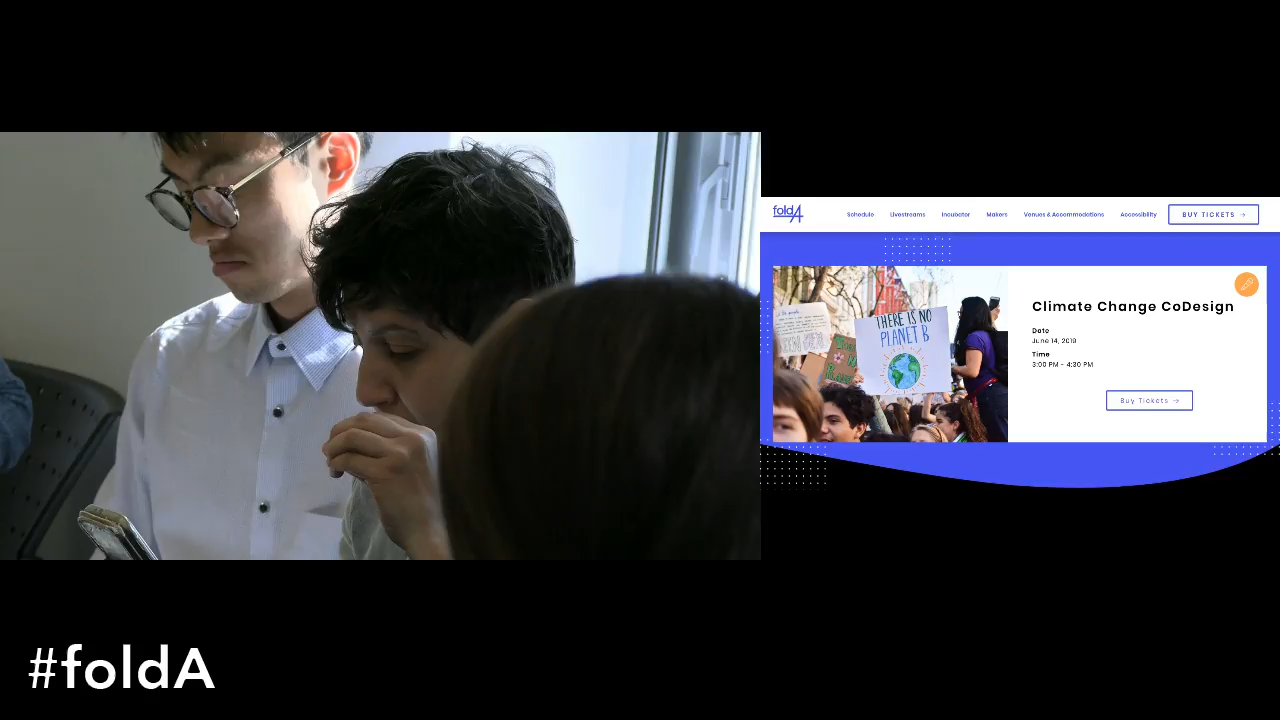 foldA
Schedule
Livestreams
Incubator
Makers
Venues & Accommodations
Accessibility
BUY TICKETS →
THERE IS NO
PLANET B
Climate Change CoDesign
Date
June 14, 2019
Time
3:00 PM - 4:30 PM
Buy Tickets →
#foldA